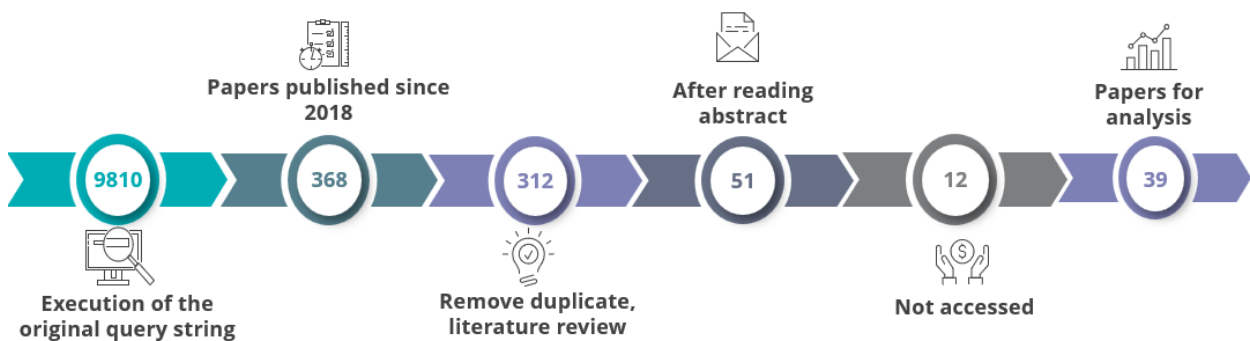 9810
Execution of the
original query string
Papers published since
2018
368
312
Remove duplicate,
literature review
After reading
abstract
51
12
$
Not accessed
Papers for
analysis
39